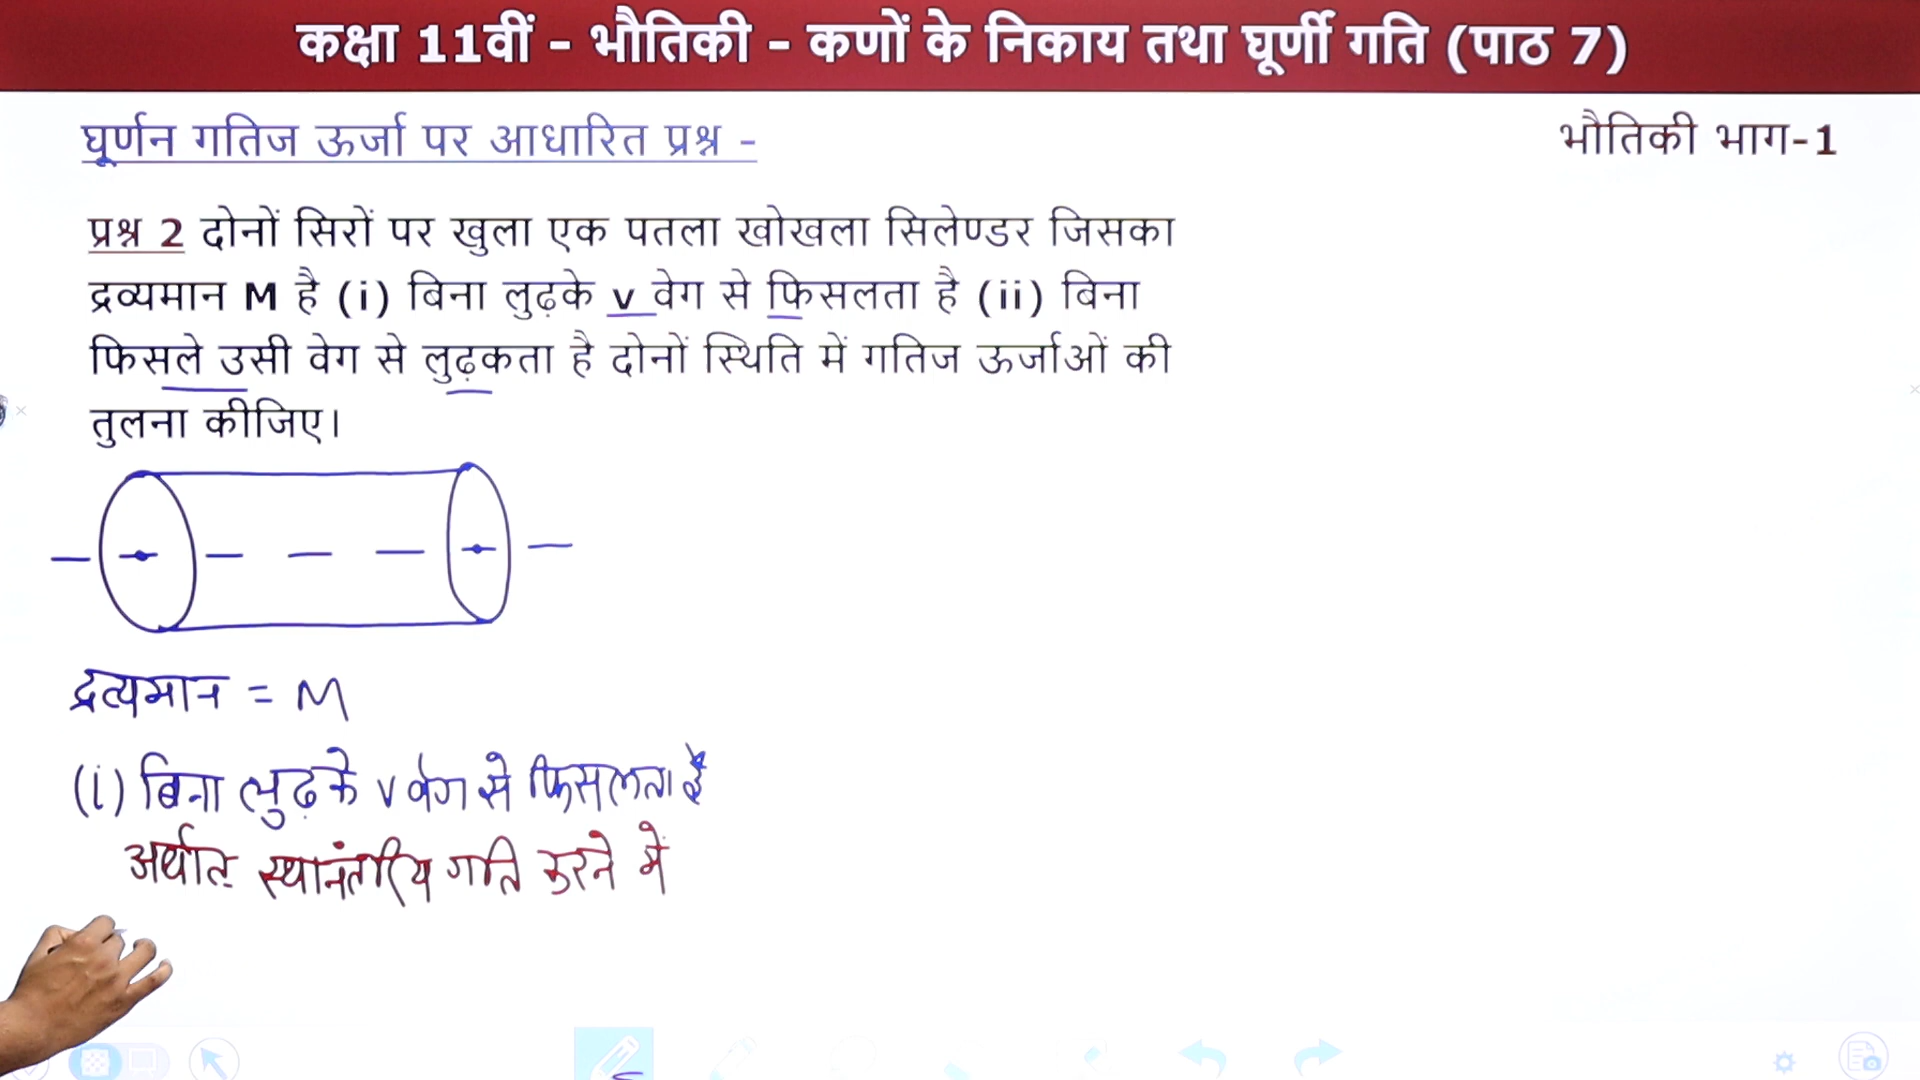 कक्षा 11वीं - भौतिकी - कणों के निकाय तथा घूर्णी गति (पाठ 7)
घूर्णन गतिज ऊर्जा पर आधारित प्रश्न -
भौतिकी भाग-1
प्रश्न 2 दोनों सिरों पर खुला एक पतला खोखला सिलेण्डर जिसका
द्रव्यमान M है (i) बिना लुढ़के v वेग से फिसलता है (ii) बिना
फिसले उसी वेग से लुढ़कता है दोनों स्थिति में गतिज ऊर्जाओं की
तुलना कीजिए।
द्रव्यमान = M
(i) बिना लुढ़के v वेग से फिसलता है
अर्थात् स्थानंतरीय गति करने में